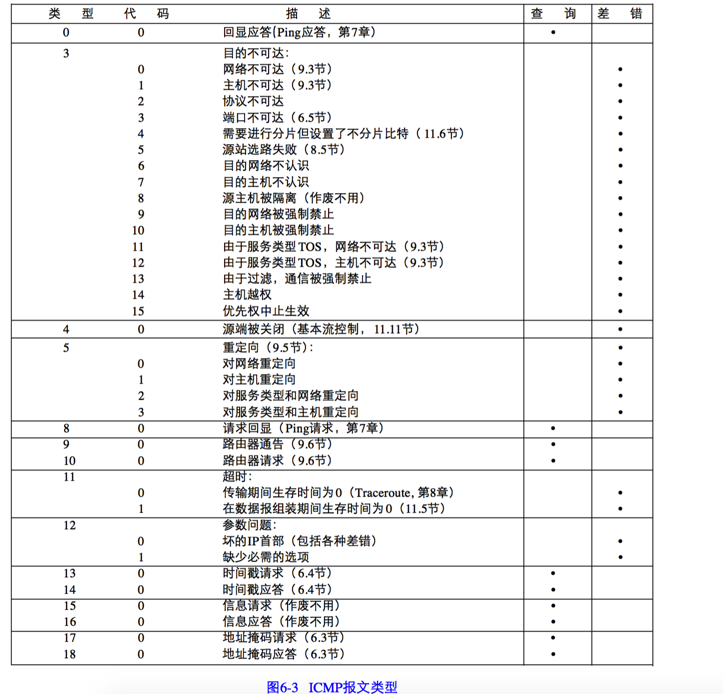 类 型 代 码 描 述 查 询 差 错
0 0 回显应答(Ping应答，第7章) •
3 目的不可达：
0 网络不可达（9.3节） •
1 主机不可达（9.3节） •
2 协议不可达 •
3 端口不可达（6.5节） •
4 需要进行分片但设置了不分片比特（11.6节） •
5 源站选路失败（8.5节） •
6 目的网络不认识 •
7 目的主机不认识 •
8 源主机被隔离（作废不用） •
9 目的网络被强制禁止 •
10 目的主机被强制禁止 •
11 由于服务类型TOS，网络不可达（9.3节） •
12 由于服务类型TOS，主机不可达（9.3节） •
13 由于过滤，通信被强制禁止 •
14 主机越权 •
15 优先权中止生效 •
4 0 源端被关闭（基本流控制，11.11节） •
5 重定向（9.5节）： •
0 对网络重定向 •
1 对主机重定向 •
2 对服务类型和网络重定向 •
3 对服务类型和主机重定向 •
8 0 请求回显（Ping请求，第7章） •
9 0 路由器通告（9.6节） •
10 0 路由器请求（9.6节） •
11 超时：
0 传输期间生存时间为0（Traceroute, 第8章） •
1 在数据报组装期间生存时间为0（11.5节） •
12 参数问题：
0 坏的IP首部（包括各种差错） •
1 缺少必需的选项 •
13 0 时间戳请求（6.4节） •
14 0 时间戳应答（6.4节） •
15 0 信息请求（作废不用） •
16 0 信息应答（作废不用） •
17 0 地址掩码请求（6.3节） •
18 0 地址掩码应答（6.3节） •
图6-3 ICMP报文类型